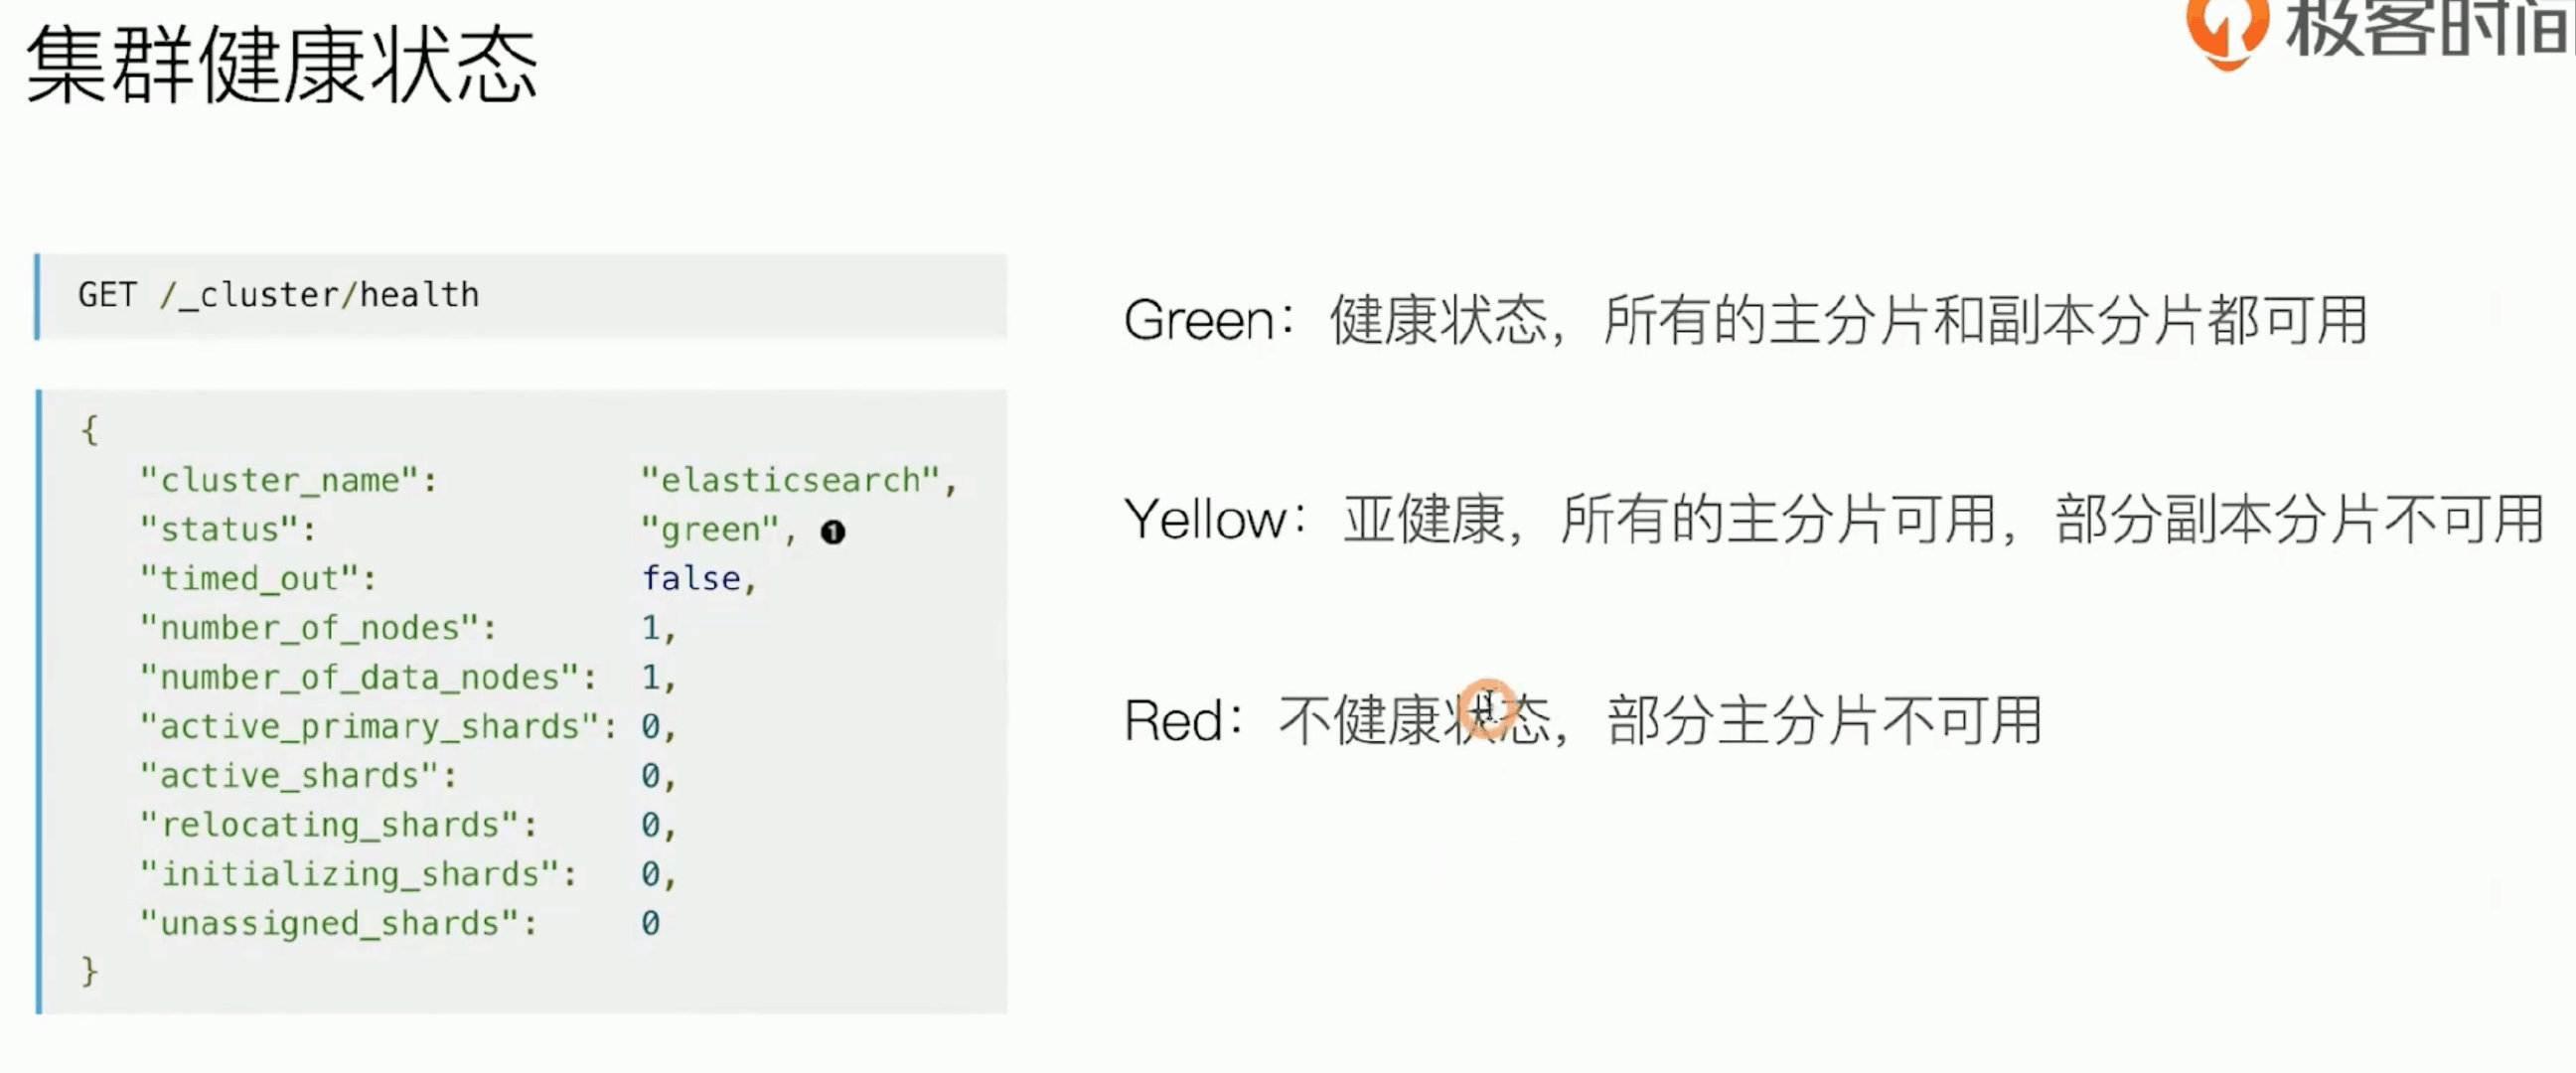 集群健康状态
极客时间
GET /_cluster/health
{
"cluster_name": "elasticsearch",
"status": "green", ❶
"timed_out": false,
"number_of_nodes": 1,
"number_of_data_nodes": 1,
"active_primary_shards": 0,
"active_shards": 0,
"relocating_shards": 0,
"initializing_shards": 0,
"unassigned_shards": 0
}
Green：健康状态，所有的主分片和副本分片都可用
Yellow：亚健康，所有的主分片可用，部分副本分片不可用
Red：不健康状态，部分主分片不可用